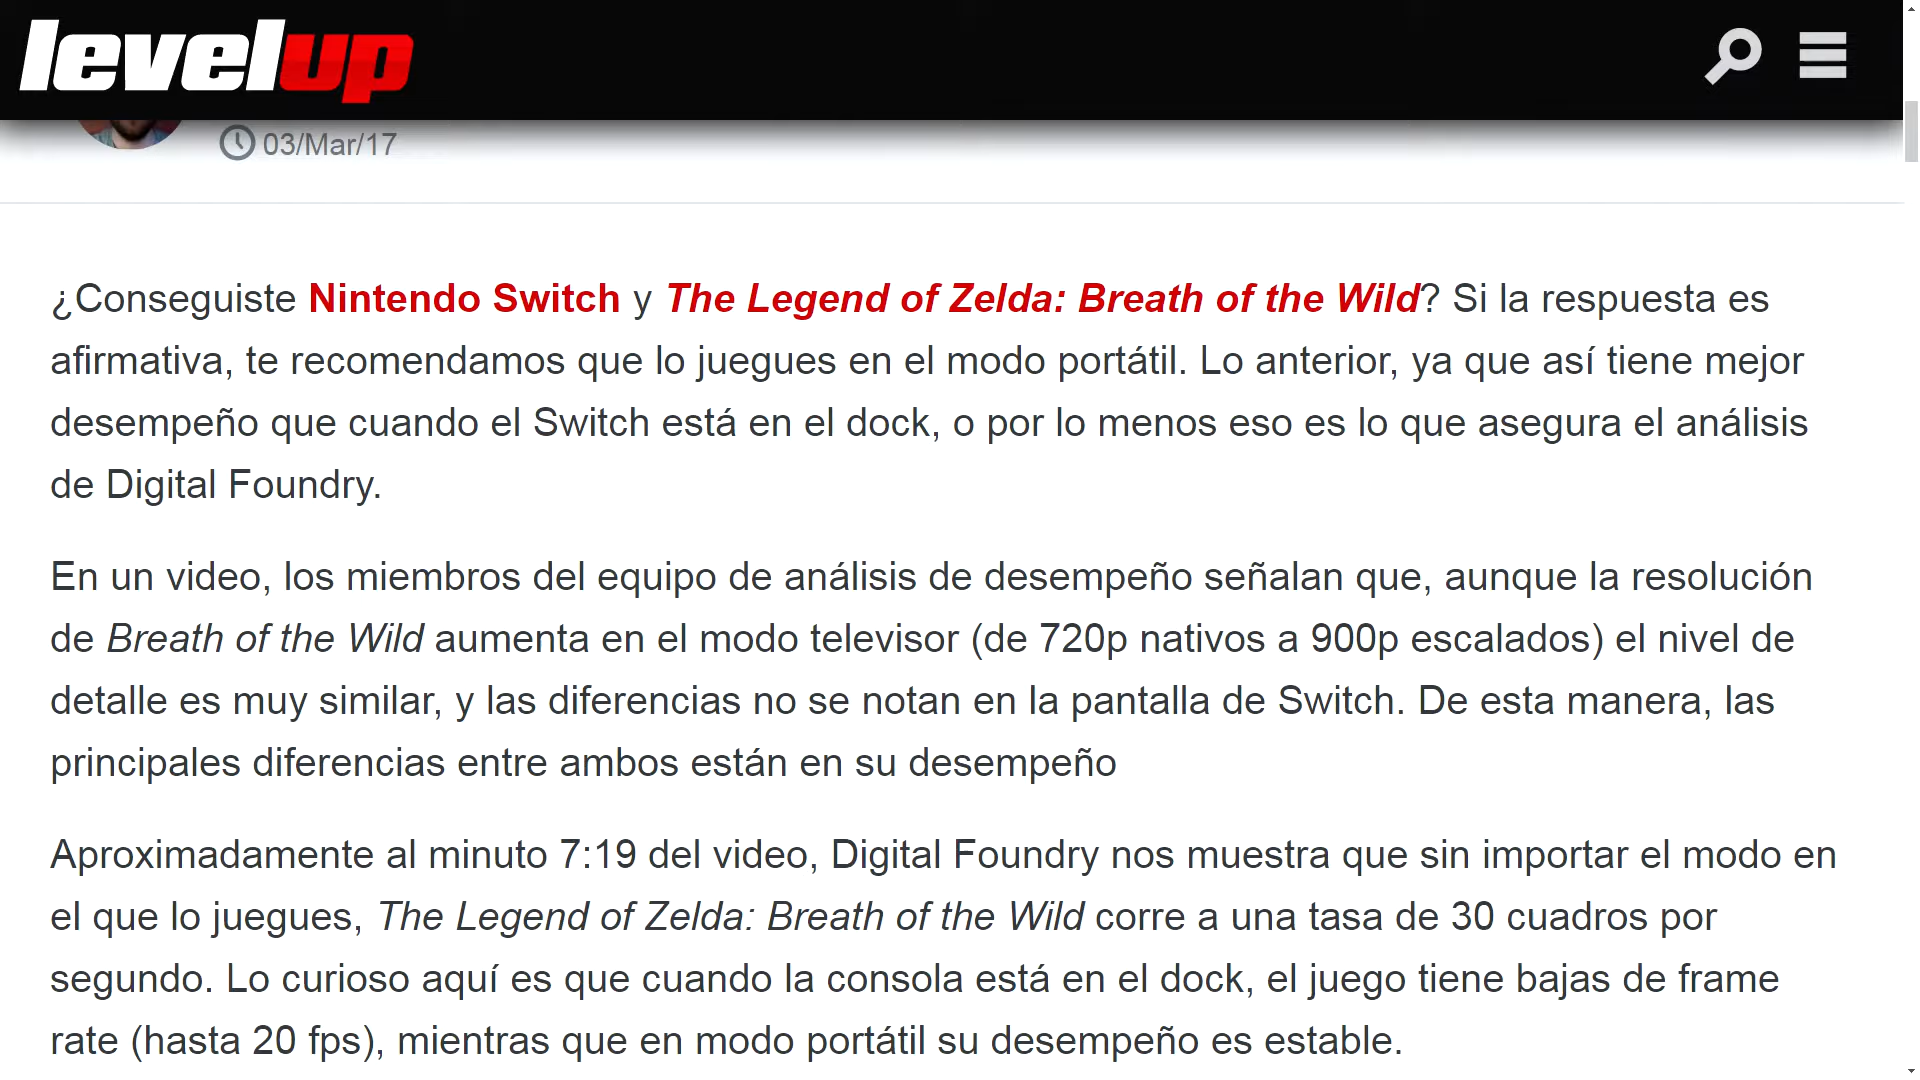 levelup
03/Mar/17
¿Conseguiste Nintendo Switch y The Legend of Zelda: Breath of the Wild? Si la respuesta es
afirmativa, te recomendamos que lo juegues en el modo portátil. Lo anterior, ya que así tiene mejor
desempeño que cuando el Switch está en el dock, o por lo menos eso es lo que asegura el análisis
de Digital Foundry.
En un video, los miembros del equipo de análisis de desempeño señalan que, aunque la resolución
de Breath of the Wild aumenta en el modo televisor (de 720p nativos a 900p escalados) el nivel de
detalle es muy similar, y las diferencias no se notan en la pantalla de Switch. De esta manera, las
principales diferencias entre ambos están en su desempeño
Aproximadamente al minuto 7:19 del video, Digital Foundry nos muestra que sin importar el modo en
el que lo juegues, The Legend of Zelda: Breath of the Wild corre a una tasa de 30 cuadros por
segundo. Lo curioso aquí es que cuando la consola está en el dock, el juego tiene bajas de frame
rate (hasta 20 fps), mientras que en modo portátil su desempeño es estable.